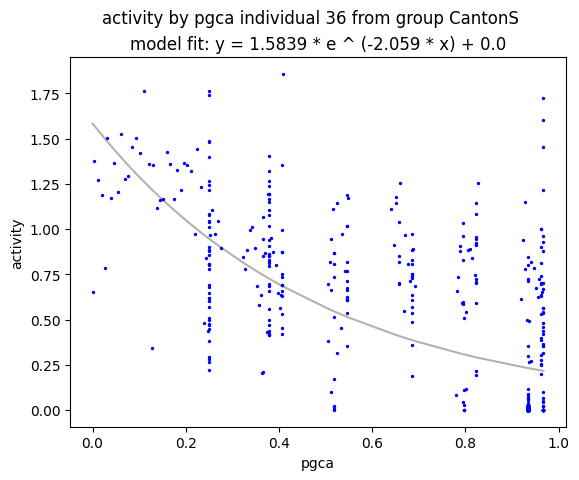 activity by pgca individual 36 from group CantonS
model fit: y = 1.5839 * e ^ (-2.059 * x) + 0.0
1.75
1.50
1.25
1.00
0.75
0.50
0.25
0.00
activity
0.0 0.2 0.4 0.6 0.8 1.0
pgca